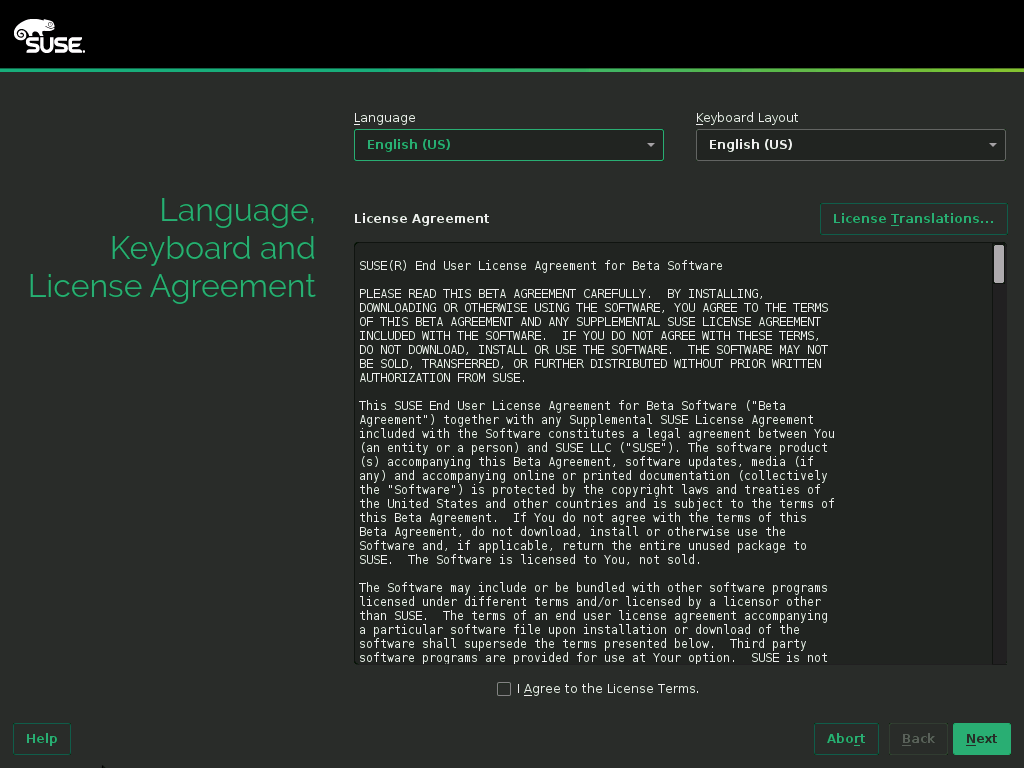 SUSE.
Language
Keyboard Layout
English (US)
English (US)
Language,
Keyboard and
License Agreement
License Agreement
License Translations...
SUSE(R) End User License Agreement for Beta Software
PLEASE READ THIS BETA AGREEMENT CAREFULLY.  BY INSTALLING,
DOWNLOADING OR OTHERWISE USING THE SOFTWARE, YOU AGREE TO THE TERMS
OF THIS BETA AGREEMENT AND ANY SUPPLEMENTAL SUSE LICENSE AGREEMENT
INCLUDED WITH THE SOFTWARE.  IF YOU DO NOT AGREE WITH THESE TERMS,
DO NOT DOWNLOAD, INSTALL OR USE THE SOFTWARE.  THE SOFTWARE MAY NOT
BE SOLD, TRANSFERRED, OR FURTHER DISTRIBUTED WITHOUT PRIOR WRITTEN
AUTHORIZATION FROM SUSE.
This SUSE End User License Agreement for Beta Software ("Beta
Agreement") together with any Supplemental SUSE License Agreement
included with the Software constitutes a legal agreement between You
(an entity or a person) and SUSE LLC ("SUSE"). The software product
(s) accompanying this Beta Agreement, software updates, media (if
any) and accompanying online or printed documentation (collectively
the "Software") is protected by the copyright laws and treaties of
the United States and other countries and is subject to the terms of
this Beta Agreement.  If You do not agree with the terms of this
Beta Agreement, do not download, install or otherwise use the
Software and, if applicable, return the entire unused package to
SUSE.  The Software is licensed to You, not sold.
The Software may include or be bundled with other software programs
licensed under different terms and/or licensed by a licensor other
than SUSE.  The terms of an end user license agreement accompanying
a particular software file upon installation or download of the
software shall supersede the terms presented below.  Third party
software programs are provided for use at Your option.  SUSE is not
I Agree to the License Terms.
Help
Abort
Back
Next